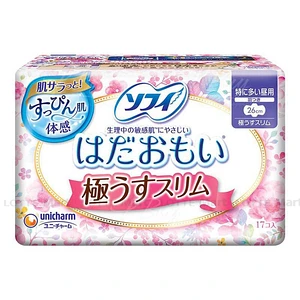 肌サラっと!
すっぴん肌
体感
ソフィ
特に多い昼用
羽つき
26cm
極うすスリム
生理中の敏感肌にやさしい
はだおもい
極うすスリム
unicharm
ユニ・チャーム
17コ入